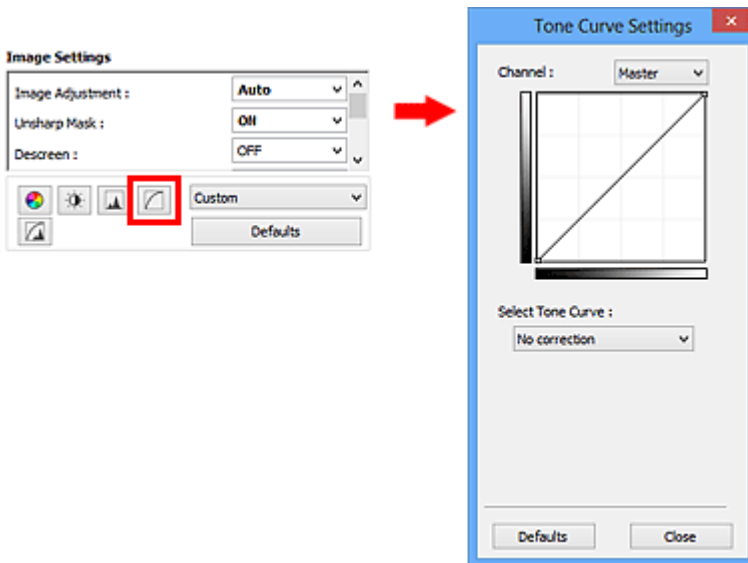 Image Settings
Image Adjustment : Auto
Unsharp Mask : ON
Descreen : OFF
Custom
Defaults
Tone Curve Settings
Channel : Master
Select Tone Curve :
No correction
Defaults Close